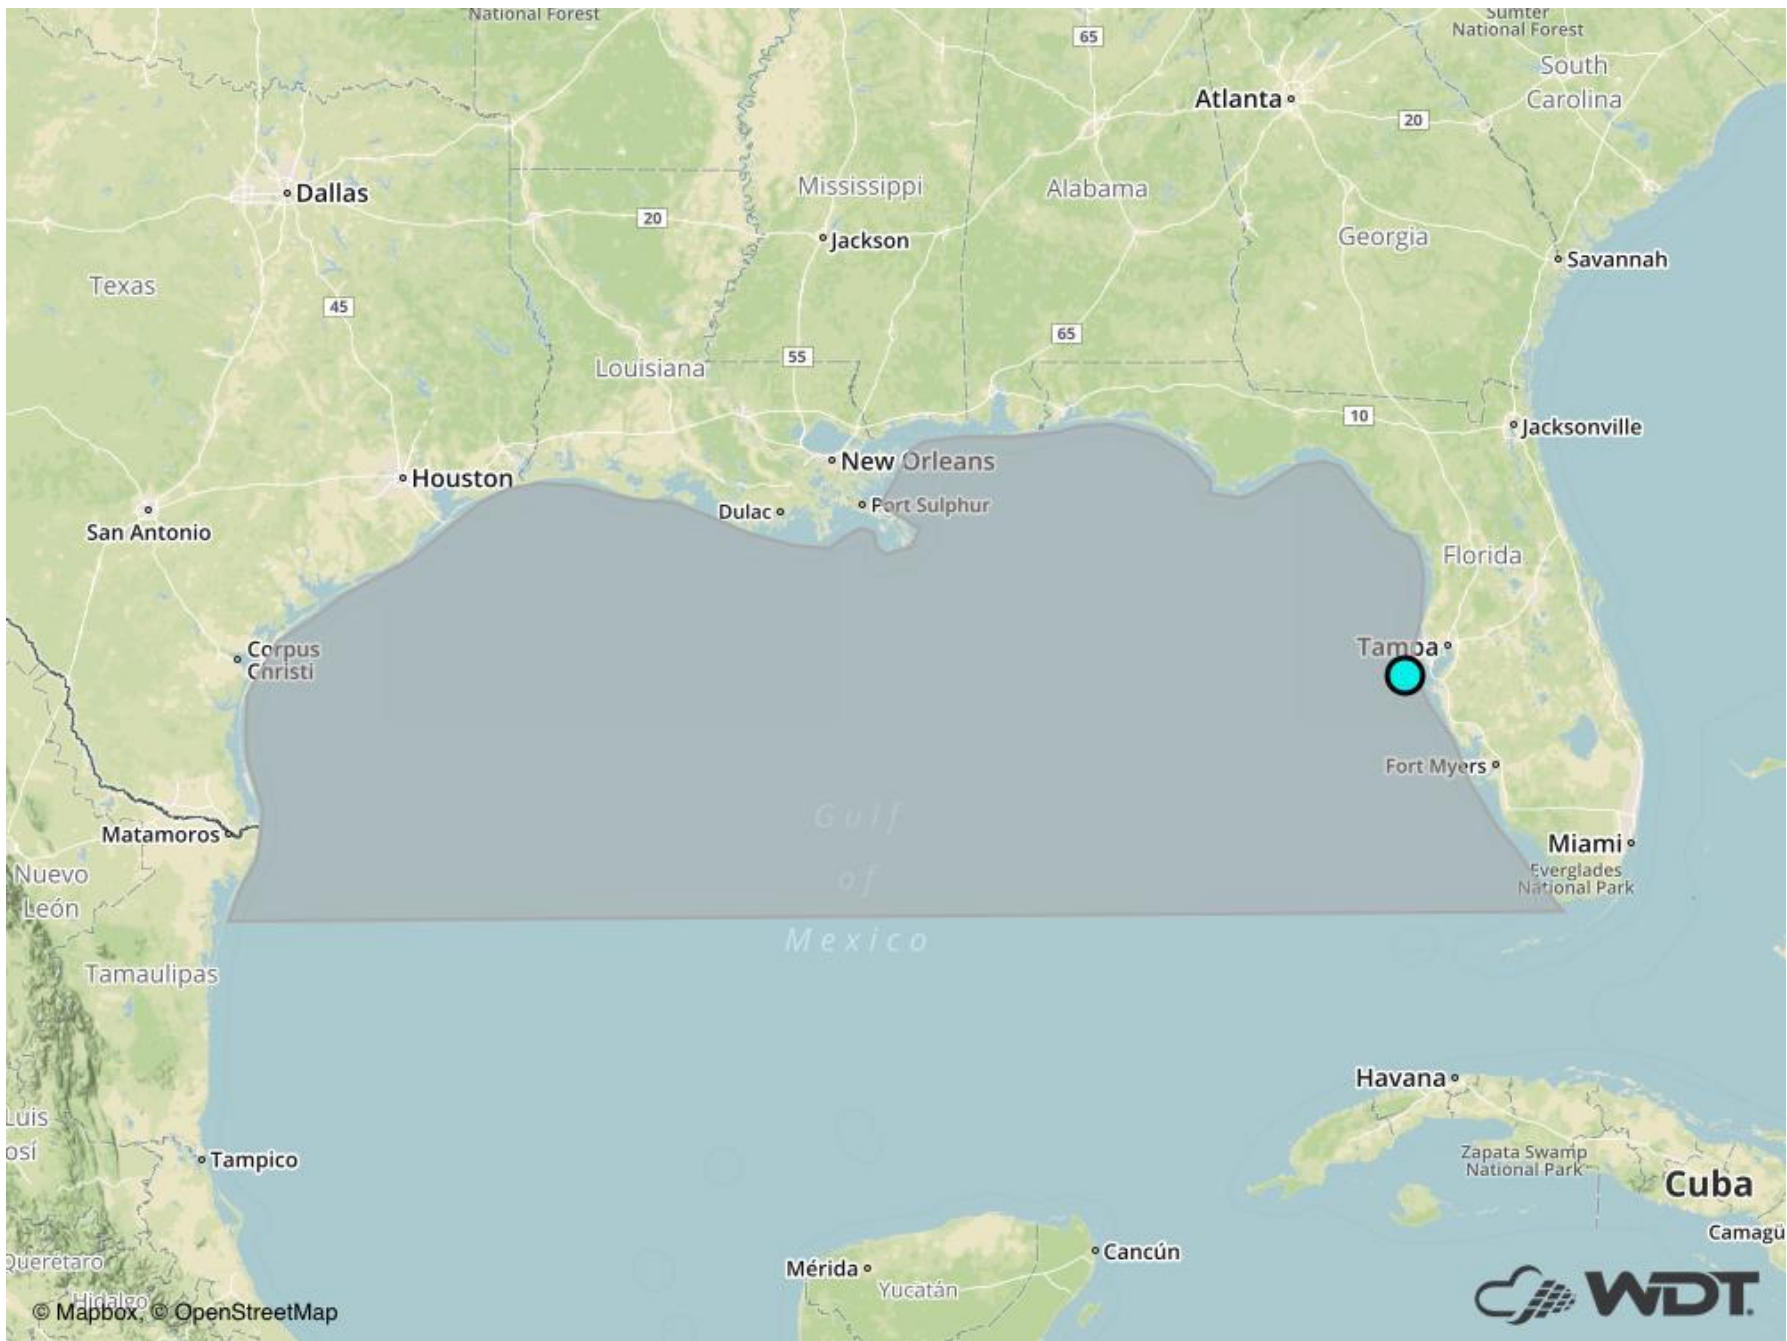 National Forest
Sumter
National Forest
65
South
Carolina
Atlanta
20
Dallas
Mississippi
Alabama
20
Jackson
Georgia
Savannah
Texas
45
65
55
Louisiana
10
Jacksonville
New Orleans
Houston
Port Sulphur
Dulac
San Antonio
Florida
Corpus
Christi
Tampa
Fort Myers
Gulf
of
Mexico
Matamoros
Miami
Everglades
National Park
Nuevo
León
Tamaulipas
Havana
Luis
osí
Tampico
Zapata Swamp
National Park
Cuba
Camagü
Cancún
Mérida
Yucatán
Querétaro
Hidalgo
© Mapbox, © OpenStreetMap
WDT